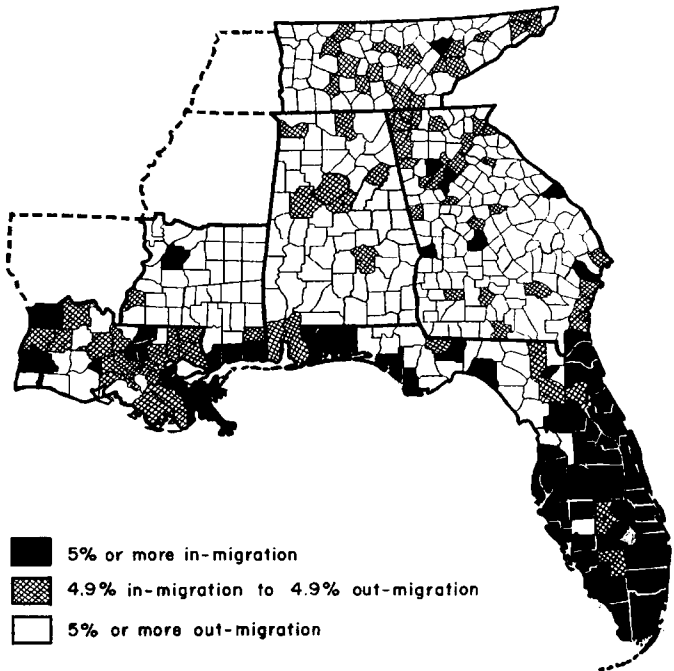 5% or more in-migration
4.9% in-migration to 4.9% out-migration
5% or more out-migration